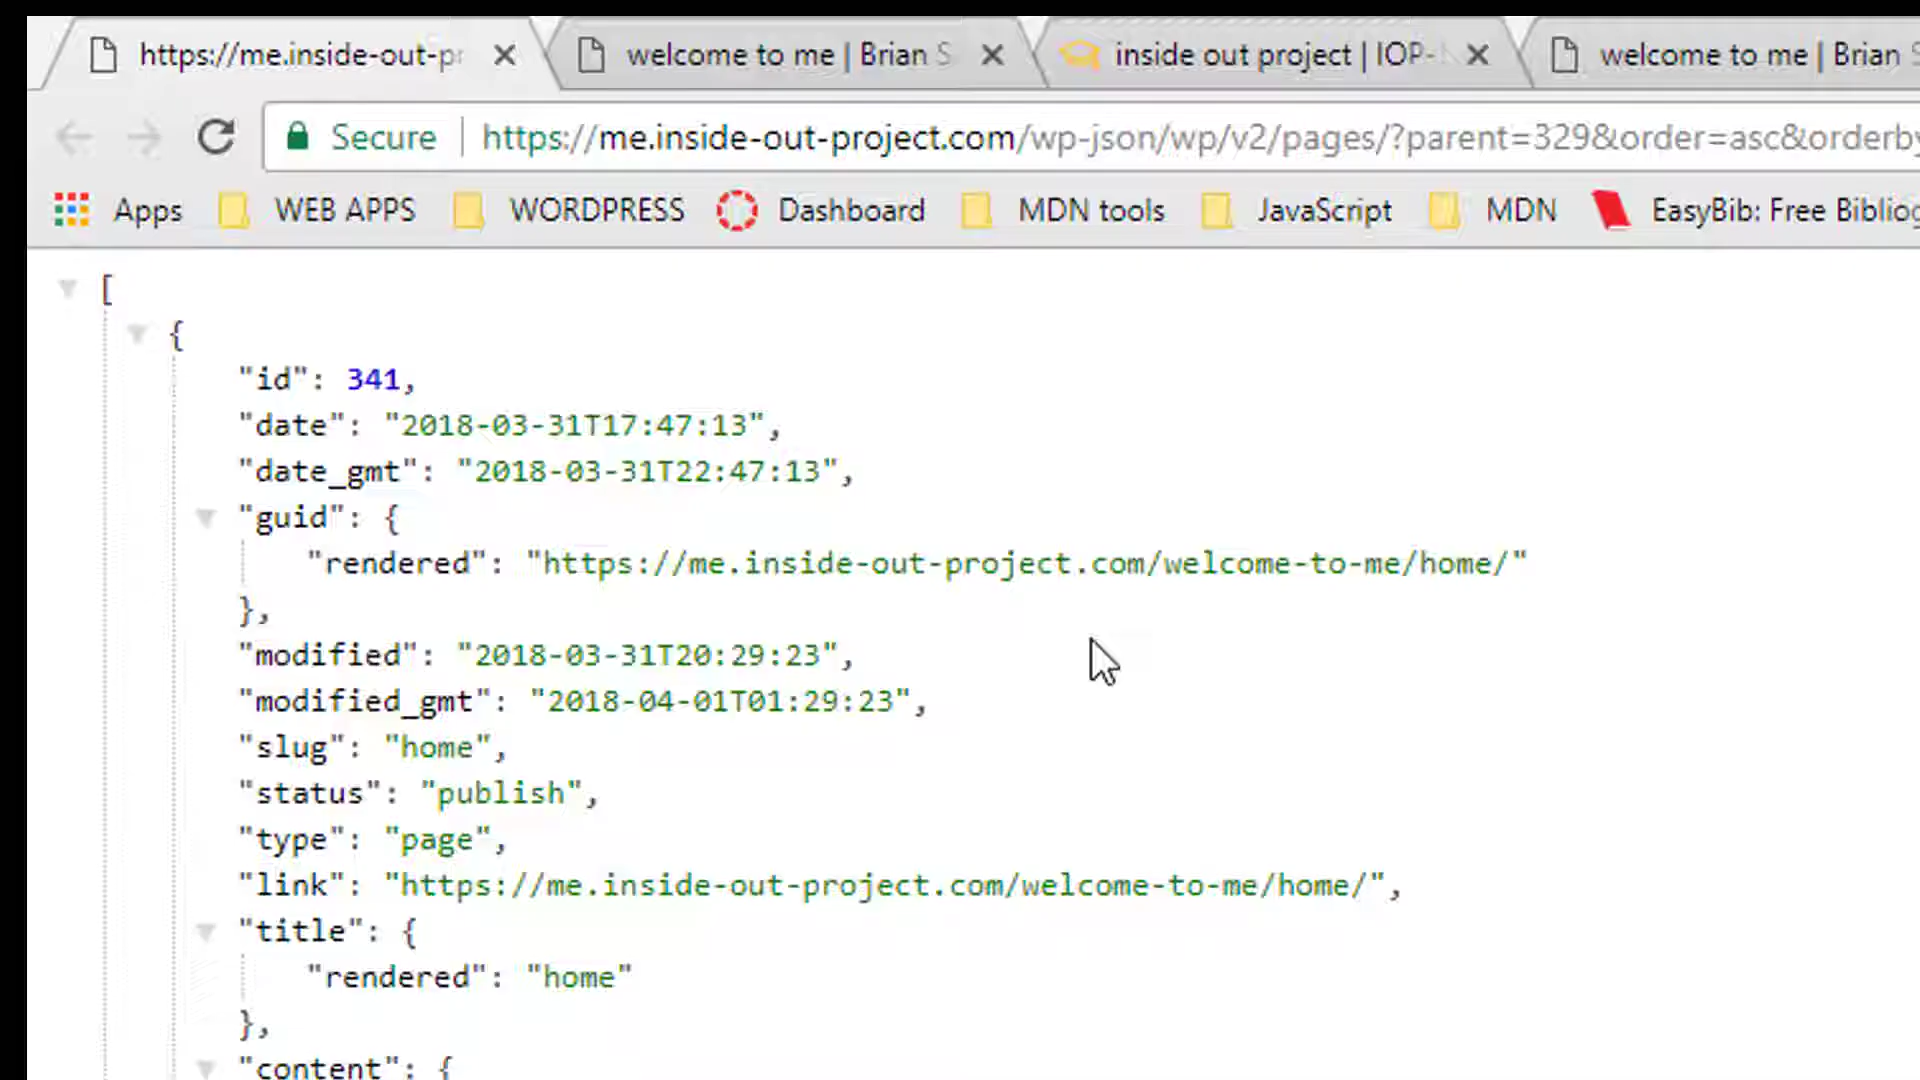 https://me.inside-out-pr
welcome to me | Brian S
inside out project | IOP-
welcome to me | Brian
Secure https://me.inside-out-project.com/wp-json/wp/v2/pages/?parent=329&order=asc&orderby
Apps WEB APPS WORDPRESS Dashboard MDN tools JavaScript MDN EasyBib: Free Bibliog
[
{
"id": 341,
"date": "2018-03-31T17:47:13",
"date_gmt": "2018-03-31T22:47:13",
"guid": {
"rendered": "https://me.inside-out-project.com/welcome-to-me/home/"
},
"modified": "2018-03-31T20:29:23",
"modified_gmt": "2018-04-01T01:29:23",
"slug": "home",
"status": "publish",
"type": "page",
"link": "https://me.inside-out-project.com/welcome-to-me/home/",
"title": {
"rendered": "home"
},
"content": {